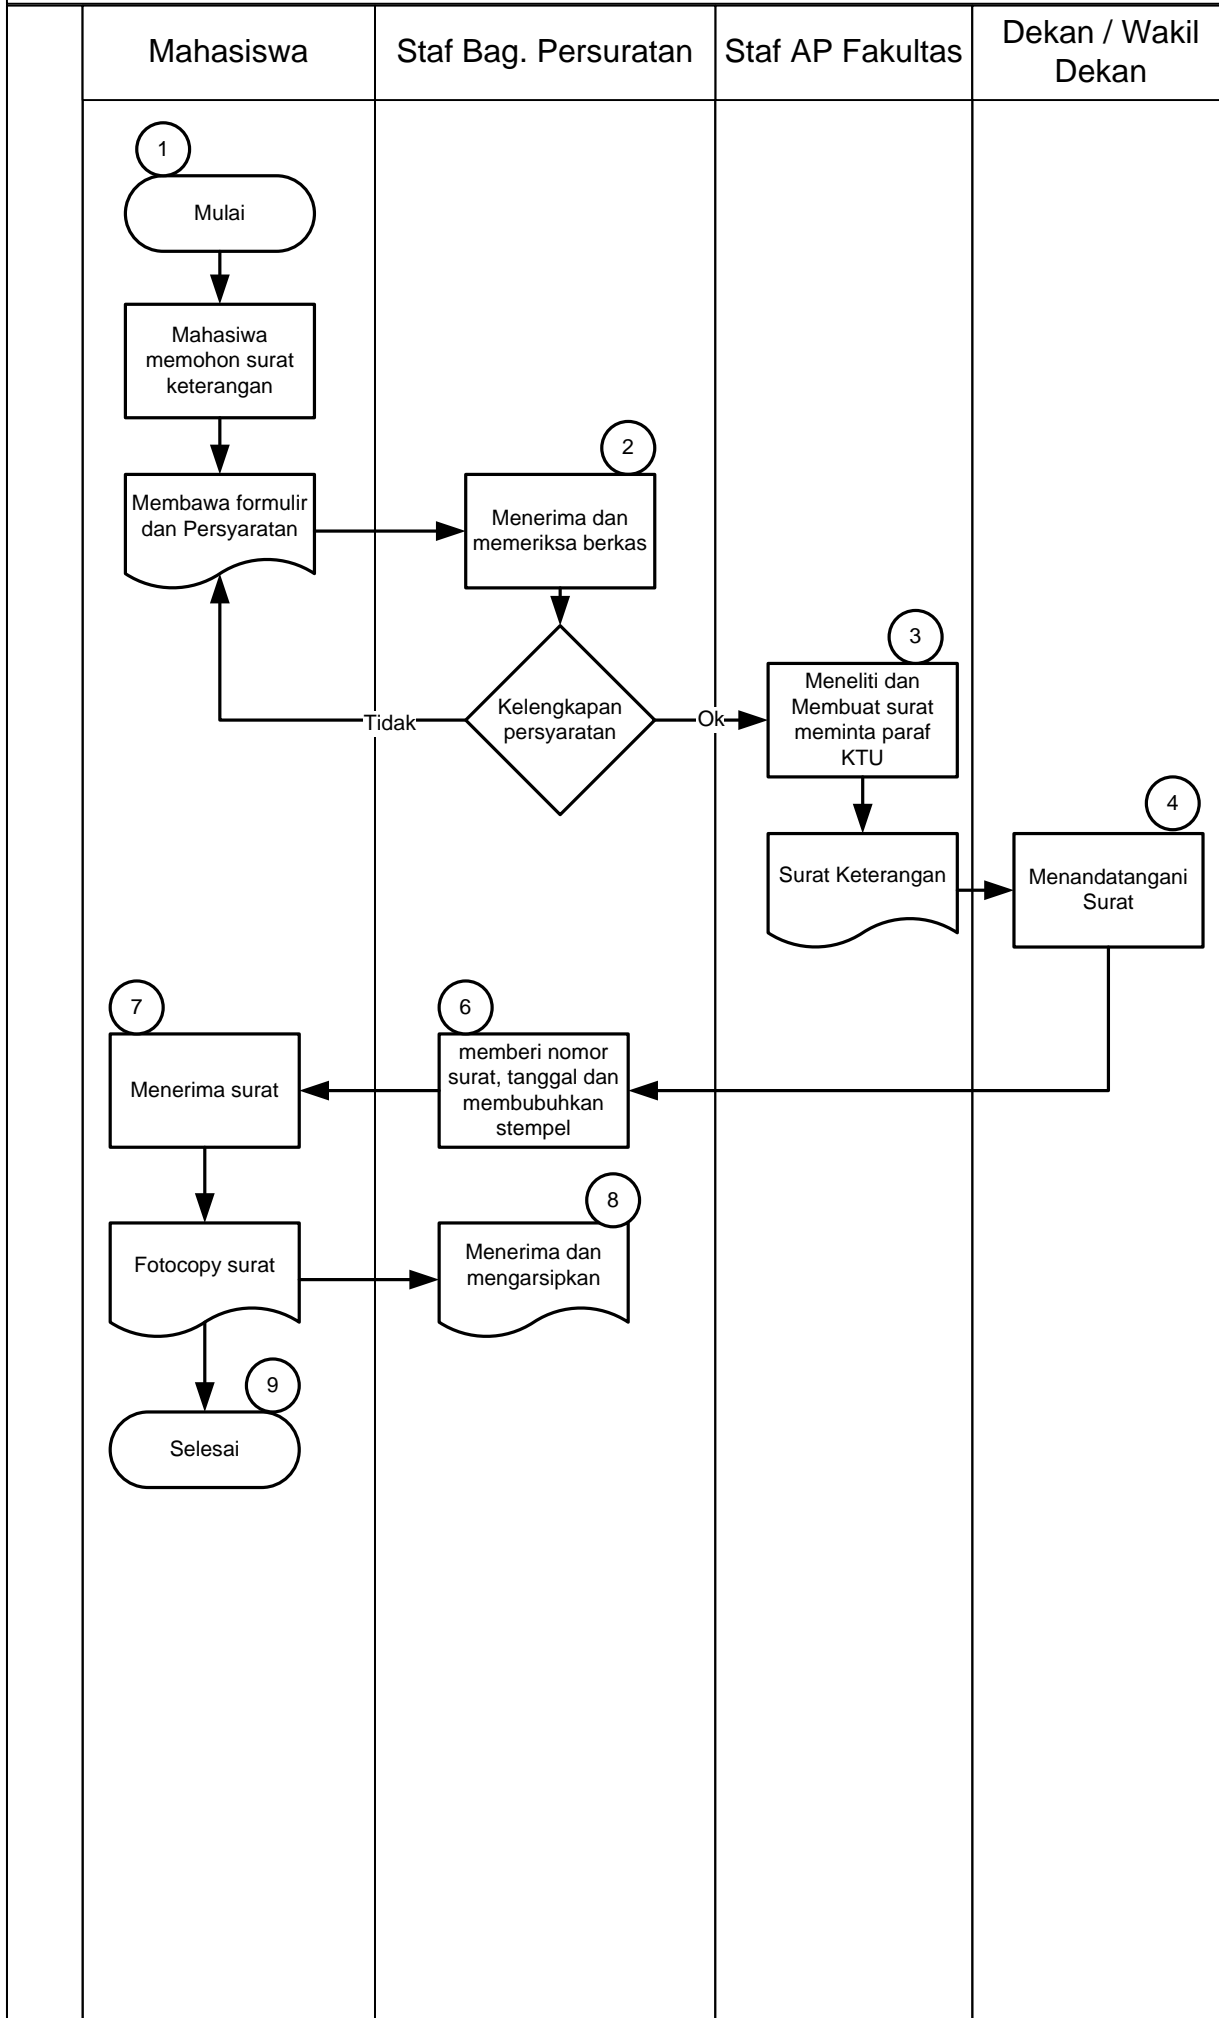 Mahasiswa
Staf Bag. Persuratan
Staf AP Fakultas
Dekan / Wakil
Dekan
1
Mulai
Mahasiwa
memohon surat
keterangan
2
Membawa formulir
dan Persyaratan
Menerima dan
memeriksa berkas
3
Kelengkapan
persyaratan
Tidak
Ok
Meneliti dan
Membuat surat
meminta paraf
KTU
4
Surat Keterangan
Menandatangani
Surat
7
6
Menerima surat
memberi nomor
surat, tanggal dan
membubuhkan
stempel
8
Fotocopy surat
Menerima dan
mengarsipkan
9
Selesai